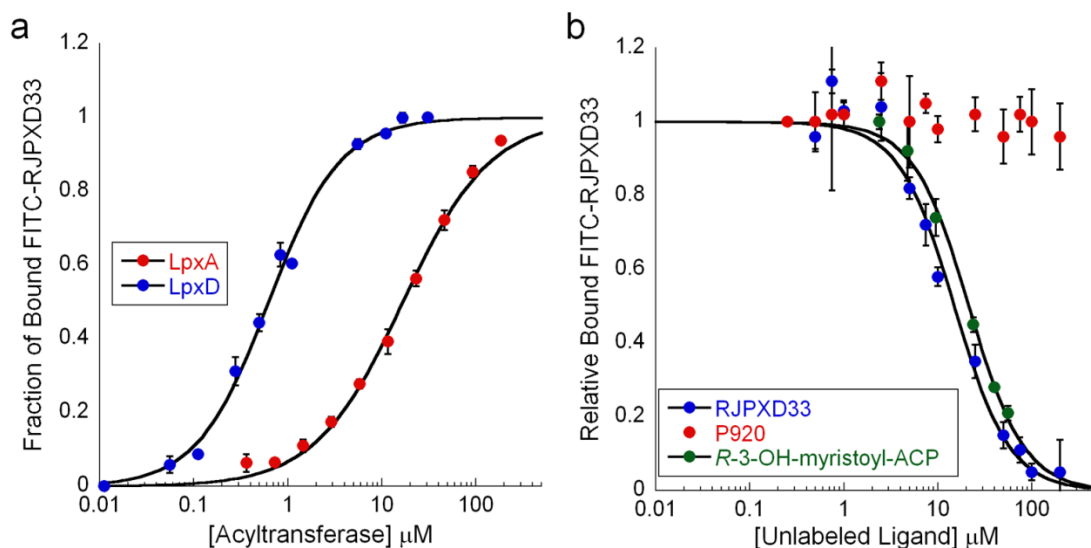 a
Fraction of Bound FITC-RJPXD33
1.2
1
0.8
0.6
0.4
0.2
0
LpxA
LpxD
0.01
0.1
1
10
100
[Acyltransferase] μM
b
Relative Bound FITC-RJPXD33
1.2
1
0.8
0.6
0.4
0.2
0
RJPXD33
P920
R-3-OH-myristoyl-ACP
0.01
0.1
1
10
100
[Unlabeled Ligand] μM